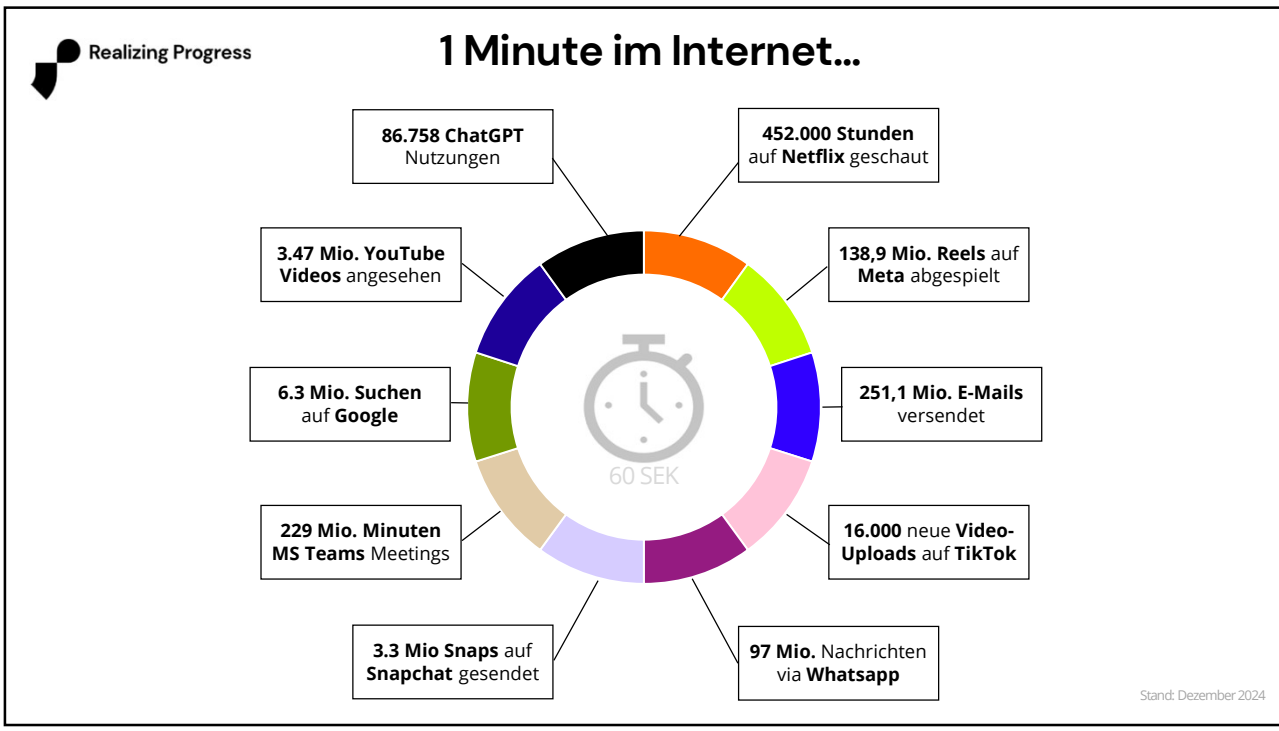 Realizing Progress
1 Minute im Internet...
86.758 ChatGPT
Nutzungen
452.000 Stunden
auf Netflix geschaut
3.47 Mio. YouTube
Videos angesehen
138,9 Mio. Reels auf
Meta abgespielt
6.3 Mio. Suchen
auf Google
251,1 Mio. E-Mails
versendet
60 SEK
229 Mio. Minuten
MS Teams Meetings
16.000 neue Video-
Uploads auf TikTok
3.3 Mio Snaps auf
Snapchat gesendet
97 Mio. Nachrichten
via Whatsapp
Stand: Dezember 2024